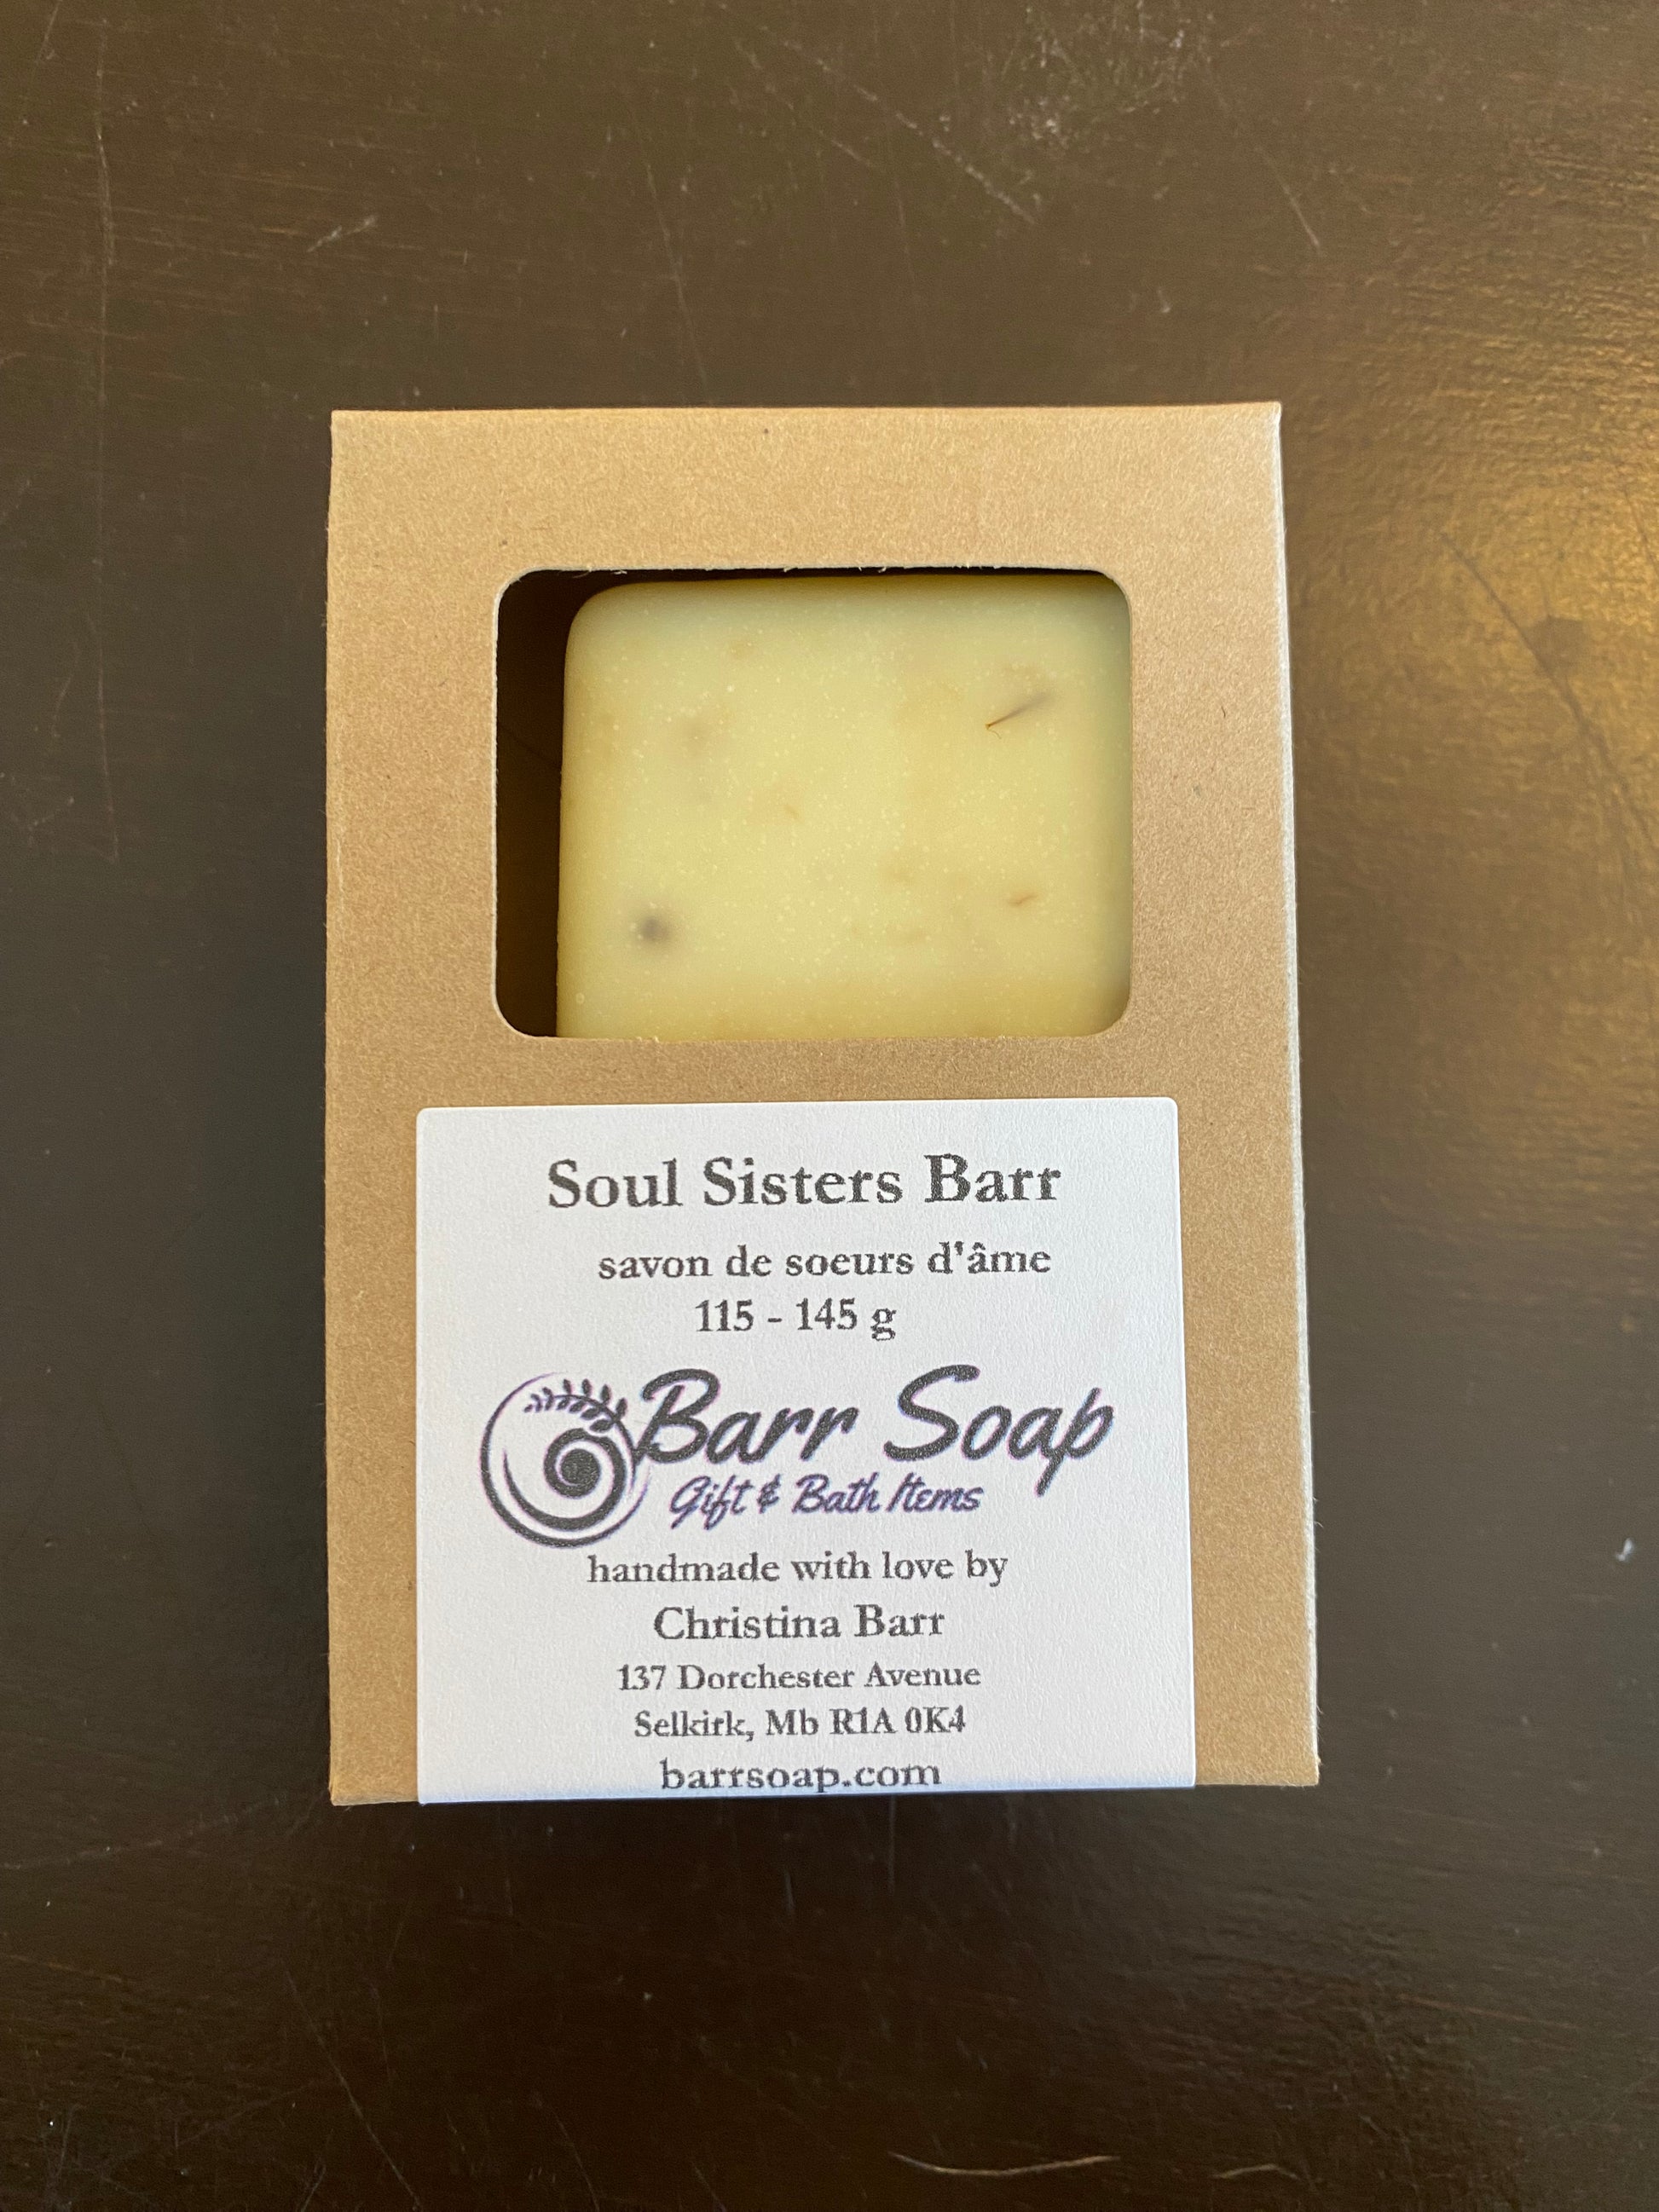 Soul Sisters Barr
savon de soeurs d'âme
115 - 145 g
Barr Soap
Gift & Bath Items
handmade with love by
Christina Barr
137 Dorchester Avenue
Selkirk, Mb R1A 0K4
barrsoap.com